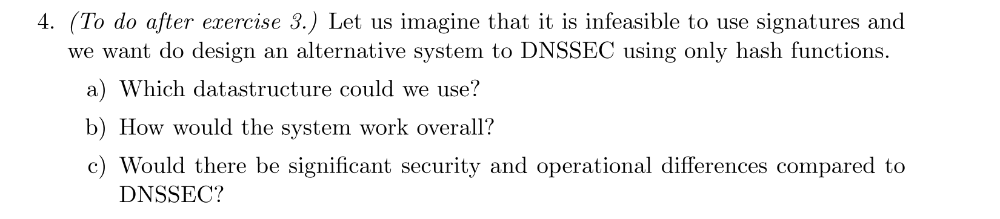 4. (To do after exercise 3.) Let us imagine that it is infeasible to use signatures and
we want do design an alternative system to DNSSEC using only hash functions.
a) Which datastructure could we use?
b) How would the system work overall?
c) Would there be significant security and operational differences compared to
DNSSEC?